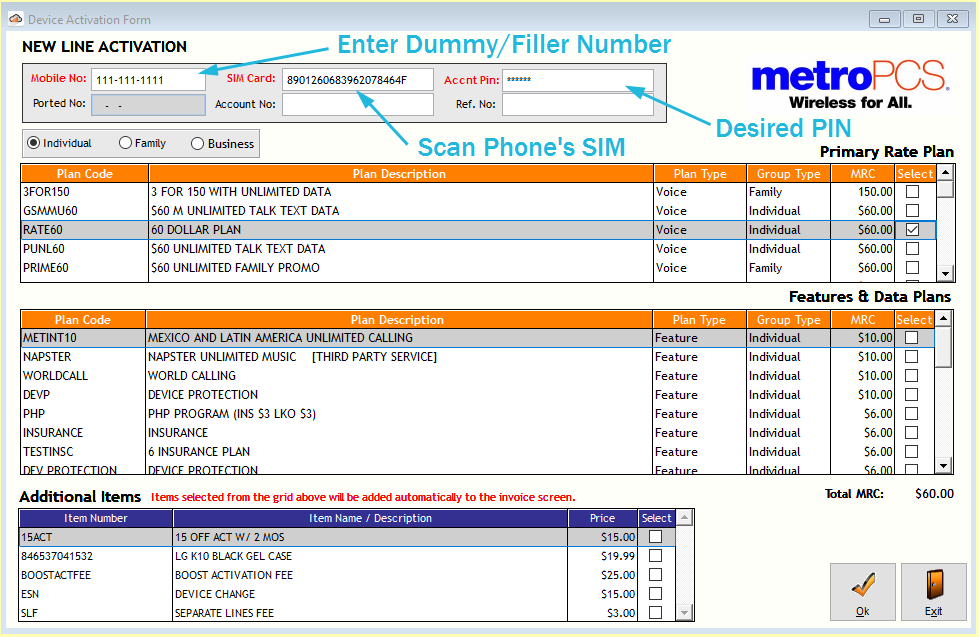 Device Activation Form
NEW LINE ACTIVATION
Enter Dummy/Filler Number
Mobile No: 111-111-1111 SIM Card: 8901260683962078464F Accnt Pin: ******
Ported No: - - Account No: Ref. No:
metroPCS.
Wireless for All.
Desired PIN
Scan Phone's SIM
Individual Family Business
Primary Rate Plan
Plan Code Plan Description Plan Type Group Type MRC Select
3FOR150 3 FOR 150 WITH UNLIMITED DATA Voice Family 150.00
GSMMU60 $60 M UNLIMITED TALK TEXT DATA Voice Individual $60.00
RATE60 60 DOLLAR PLAN Voice Individual $60.00
PUNL60 $60 UNLIMITED TALK TEXT DATA Voice Individual $60.00
PRIME60 $60 UNLIMITED FAMILY PROMO Voice Family $60.00
Features & Data Plans
Plan Code Plan Description Plan Type Group Type MRC Select
METINT10 MEXICO AND LATIN AMERICA UNLIMITED CALLING Feature Individual $10.00
NAPSTER NAPSTER UNLIMITED MUSIC [THIRD PARTY SERVICE] Feature Individual $10.00
WORLDCALL WORLD CALLING Feature Individual $10.00
DEVP DEVICE PROTECTION Feature Individual $10.00
PHP PHP PROGRAM (INS $3 LKO $3) Feature Individual $6.00
INSURANCE INSURANCE Feature Individual $6.00
TESTINSC 6 INSURANCE PLAN Feature Individual $6.00
DEV PROTECTION DEVICE PROTECTION Feature Individual $6.00
Additional Items Items selected from the grid above will be added automatically to the invoice screen.
Total MRC: $60.00
Item Number Item Name / Description Price Select
15ACT 15 OFF ACT W/ 2 MOS $15.00
846537041532 LG K10 BLACK GEL CASE $19.99
BOOSTACTFEE BOOST ACTIVATION FEE $25.00
ESN DEVICE CHANGE $15.00
SLF SEPARATE LINES FEE $3.00
Ok Exit